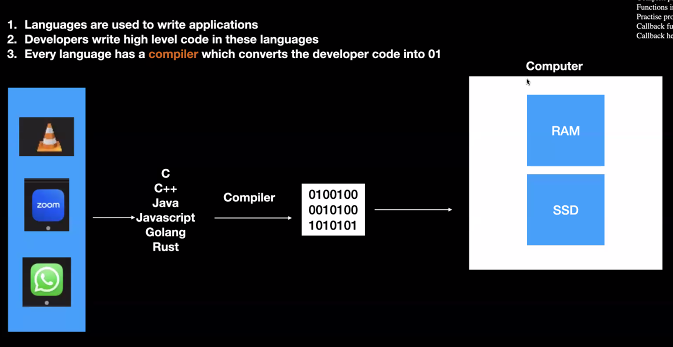 1. Languages are used to write applications
2. Developers write high level code in these languages
3. Every language has a compiler which converts the developer code into 01
Functions i
Practise pro
Callback fu
Callback he
zoom
C
C++
Java
Javascript
Golang
Rust
Compiler
0100100
0010100
1010101
Computer
RAM
SSD